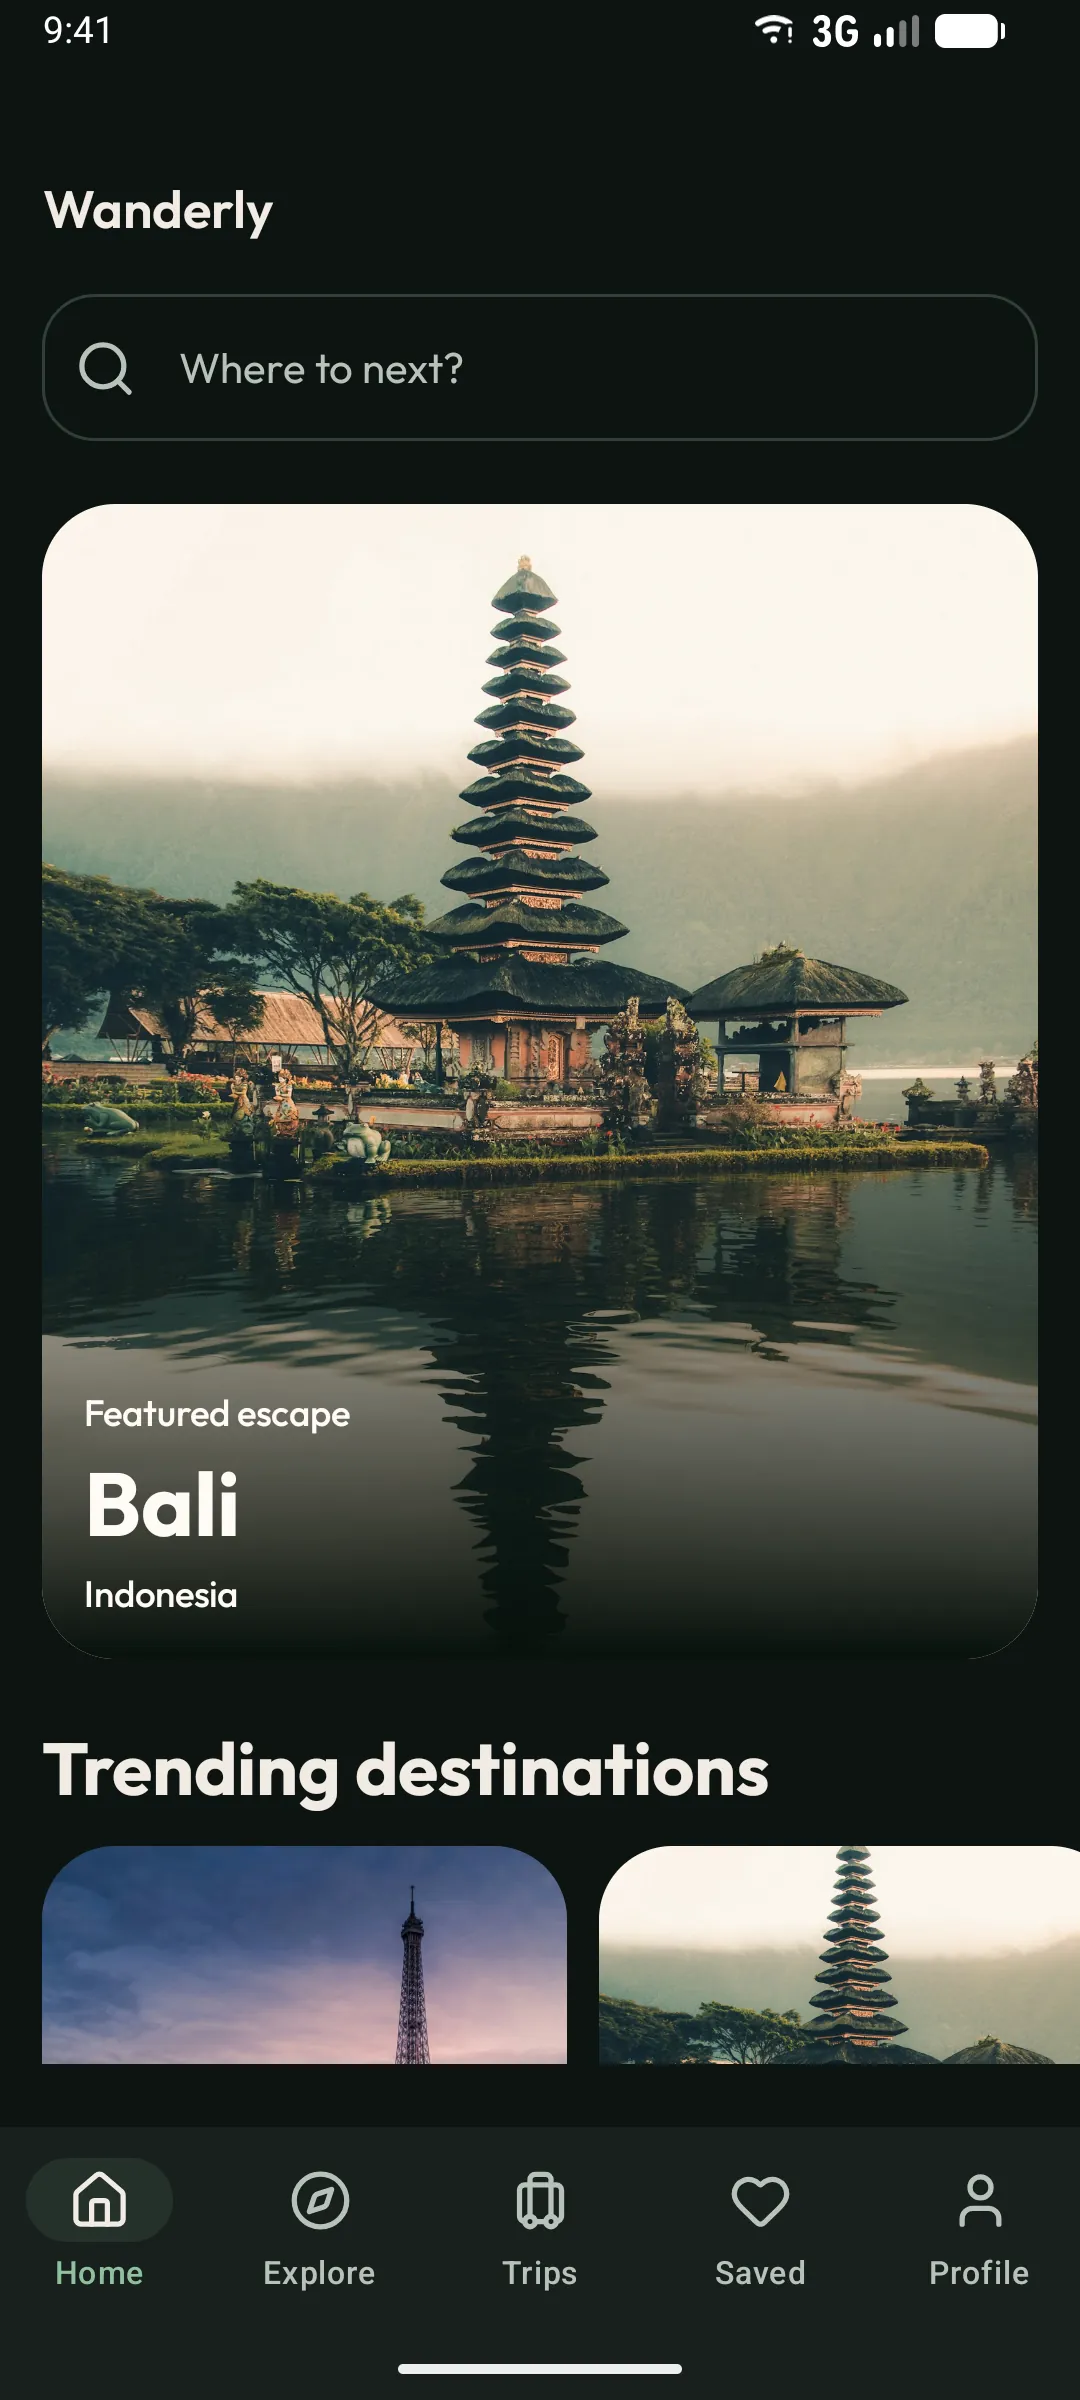 9:41
3G
Wanderly
Where to next?
Featured escape
Bali
Indonesia
Trending destinations
Home
Explore
Trips
Saved
Profile